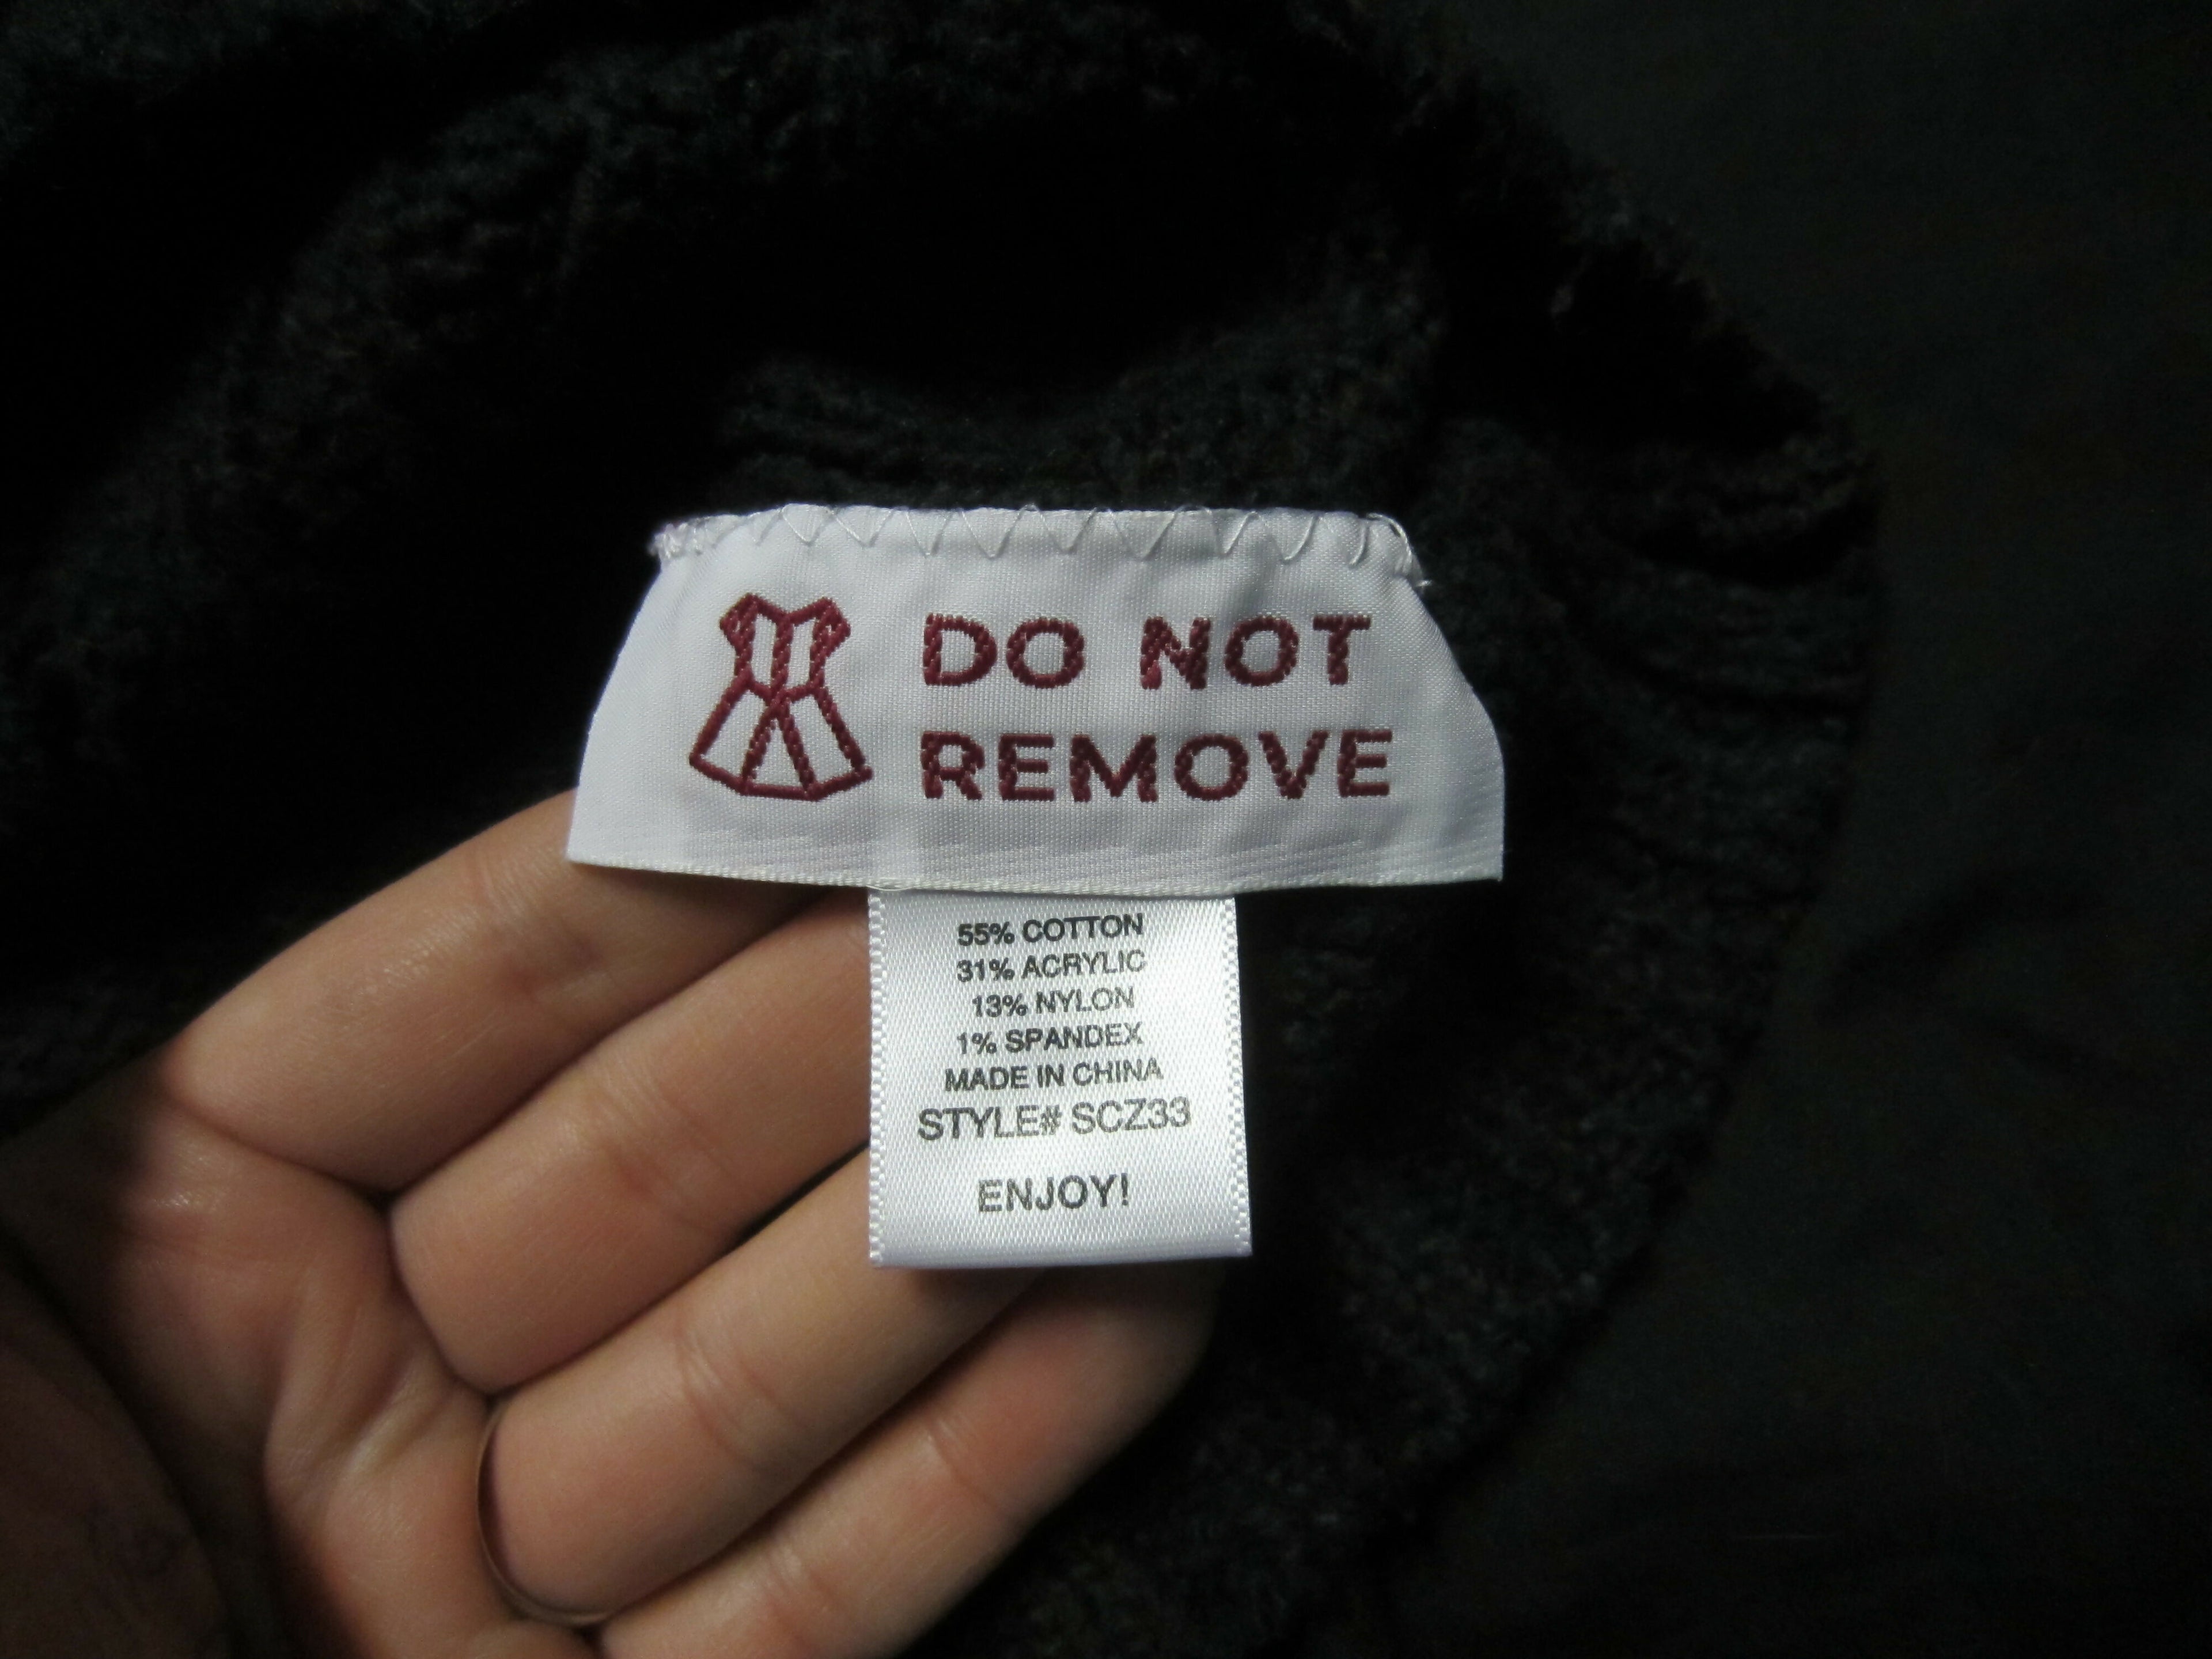 DO NOT
REMOVE
55% COTTON
31% ACRYLIC
13% NYLON
1% SPANDEX
MADE IN CHINA
STYLE# SCZ33
ENJOY!